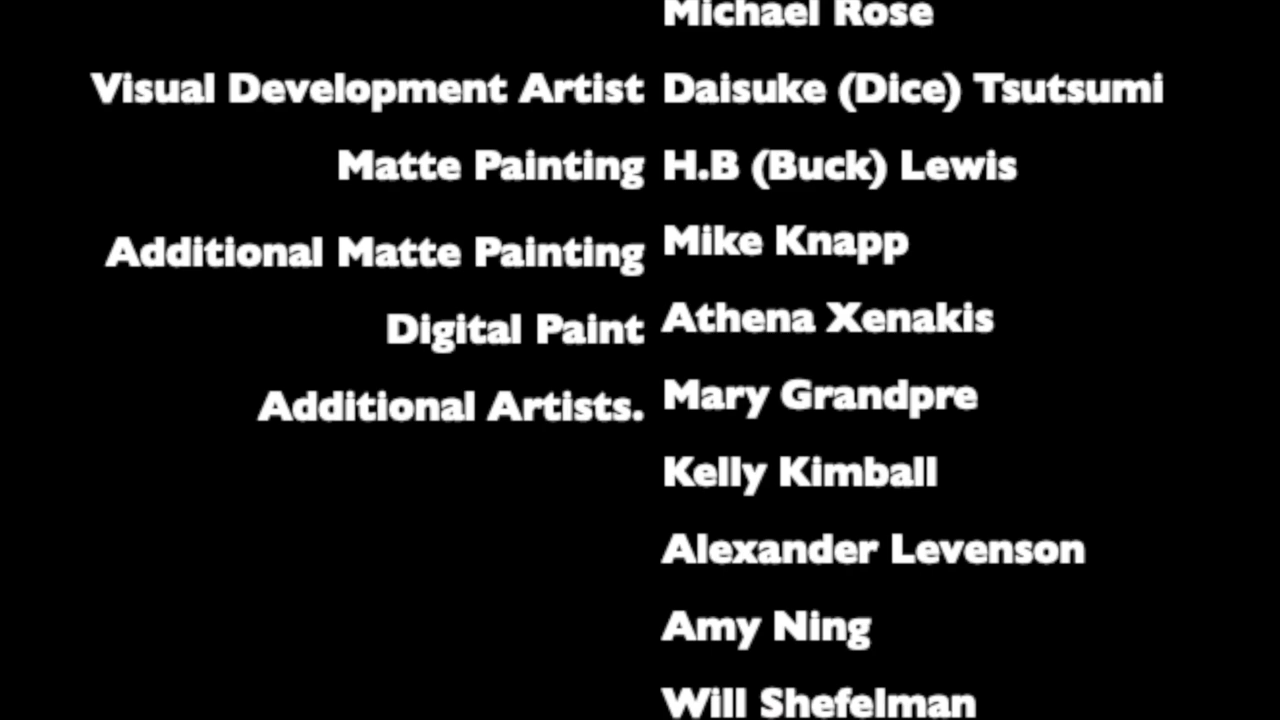 Michael Rose
Visual Development Artist Daisuke (Dice) Tsutsumi
Matte Painting H.B (Buck) Lewis
Additional Matte Painting Mike Knapp
Digital Paint Athena Xenakis
Additional Artists. Mary Grandpre
Kelly Kimball
Alexander Levenson
Amy Ning
Will Shefelman